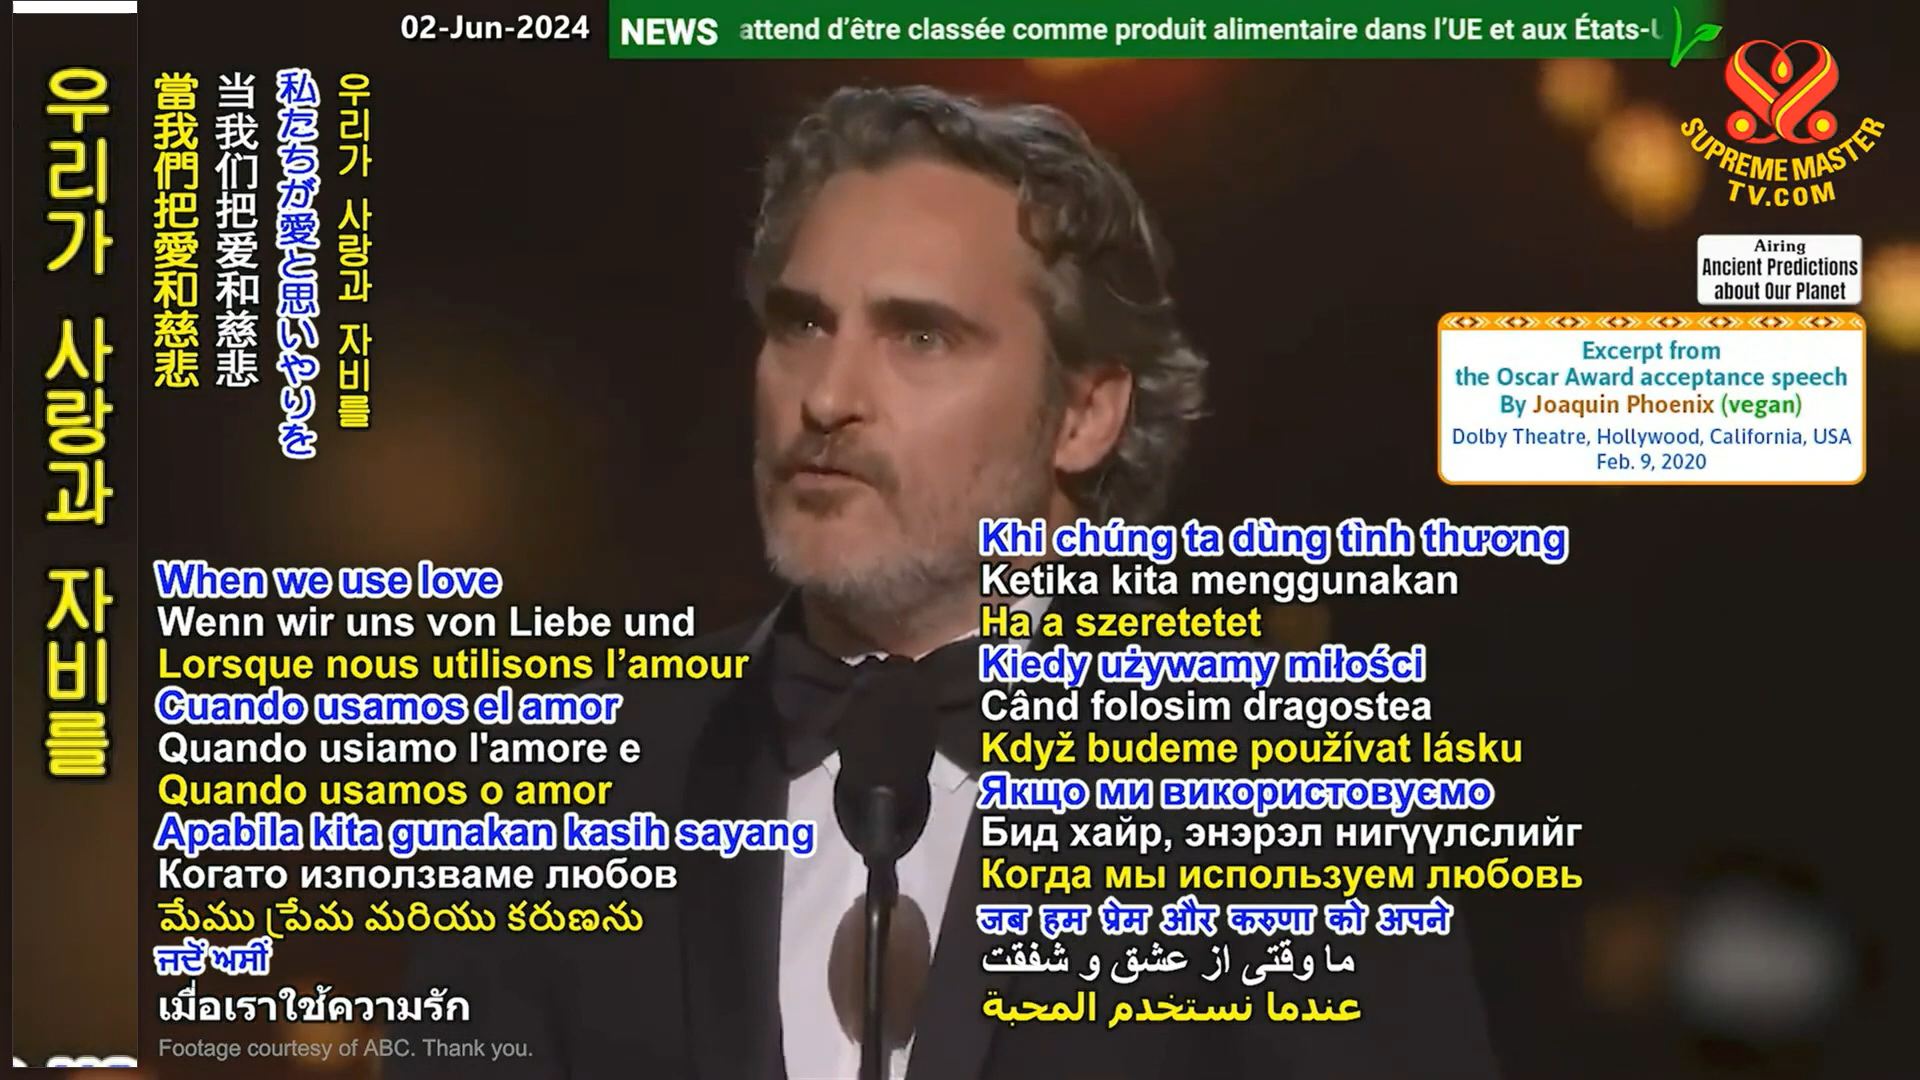 02-Jun-2024
NEWS attend d’être classée comme produit alimentaire dans l’UE et aux États-
SUPREME MASTER
TV.COM
Airing
Ancient Predictions
about Our Planet
Excerpt from
the Oscar Award acceptance speech
By Joaquin Phoenix (vegan)
Dolby Theatre, Hollywood, California, USA
Feb. 9, 2020
우리가 사랑과 자비를
當我們把愛和慈悲
当我们把爱和慈悲
私たちが愛と思いやりを
우리가 사랑과 자비를
When we use love
Wenn wir uns von Liebe und
Lorsque nous utilisons l’amour
Cuando usamos el amor
Quando usiamo l'amore e
Quando usamos o amor
Apabila kita gunakan kasih sayang
Когато използваме любов
మేము ప్రేమ మరియు కరుణను
ਜਦੋਂ ਅਸੀਂ
เมื่อเราใช้ความรัก
Footage courtesy of ABC. Thank you.
Khi chúng ta dùng tình thương
Ketika kita menggunakan
Ha a szeretetet
Kiedy używamy miłości
Când folosim dragostea
Když budeme používat lásku
Якщо ми використовуємо
Бид хайр, энэрэл нигүүлслийг
Когда мы используем любовь
जब हम प्रेम और करुणा को अपने
ما وقتی از عشق و شفقت
عندما نستخدم المحبة